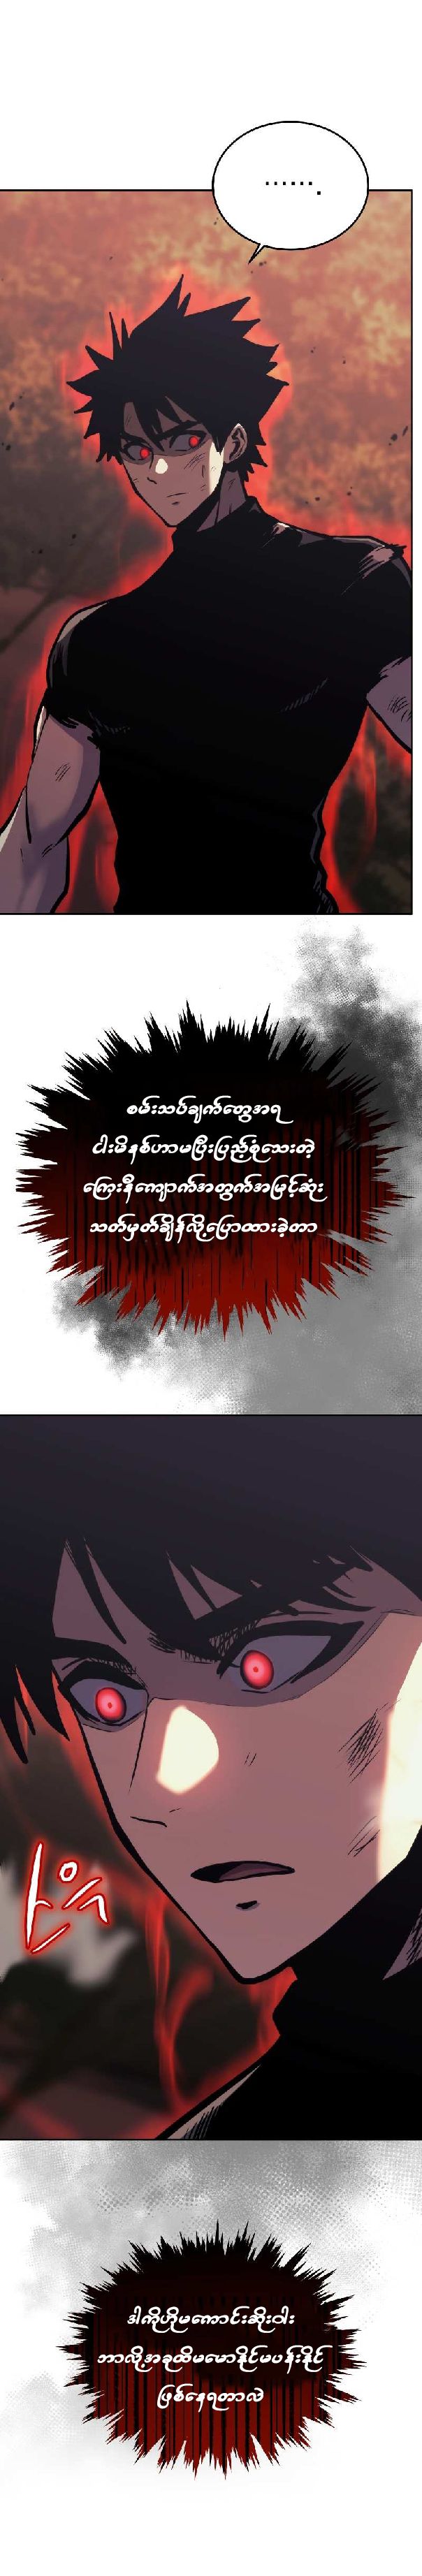 .......
စမ်းသပ်ချက်တွေအရ
ငါးမိနစ်ဟာမပြီးပြည့်စုံသေးတဲ့
ကြေးနီကျောက်အတွက်အမြင့်ဆုံး
သတ်မှတ်ချိန်လို့ပြောထားခဲ့တာ
ဒါကိုဟိုမကောင်းဆိုးဝါး
ဘာလို့အခုထိမမောနိုင်မပန်းနိုင်
ဖြစ်နေရတာလဲ